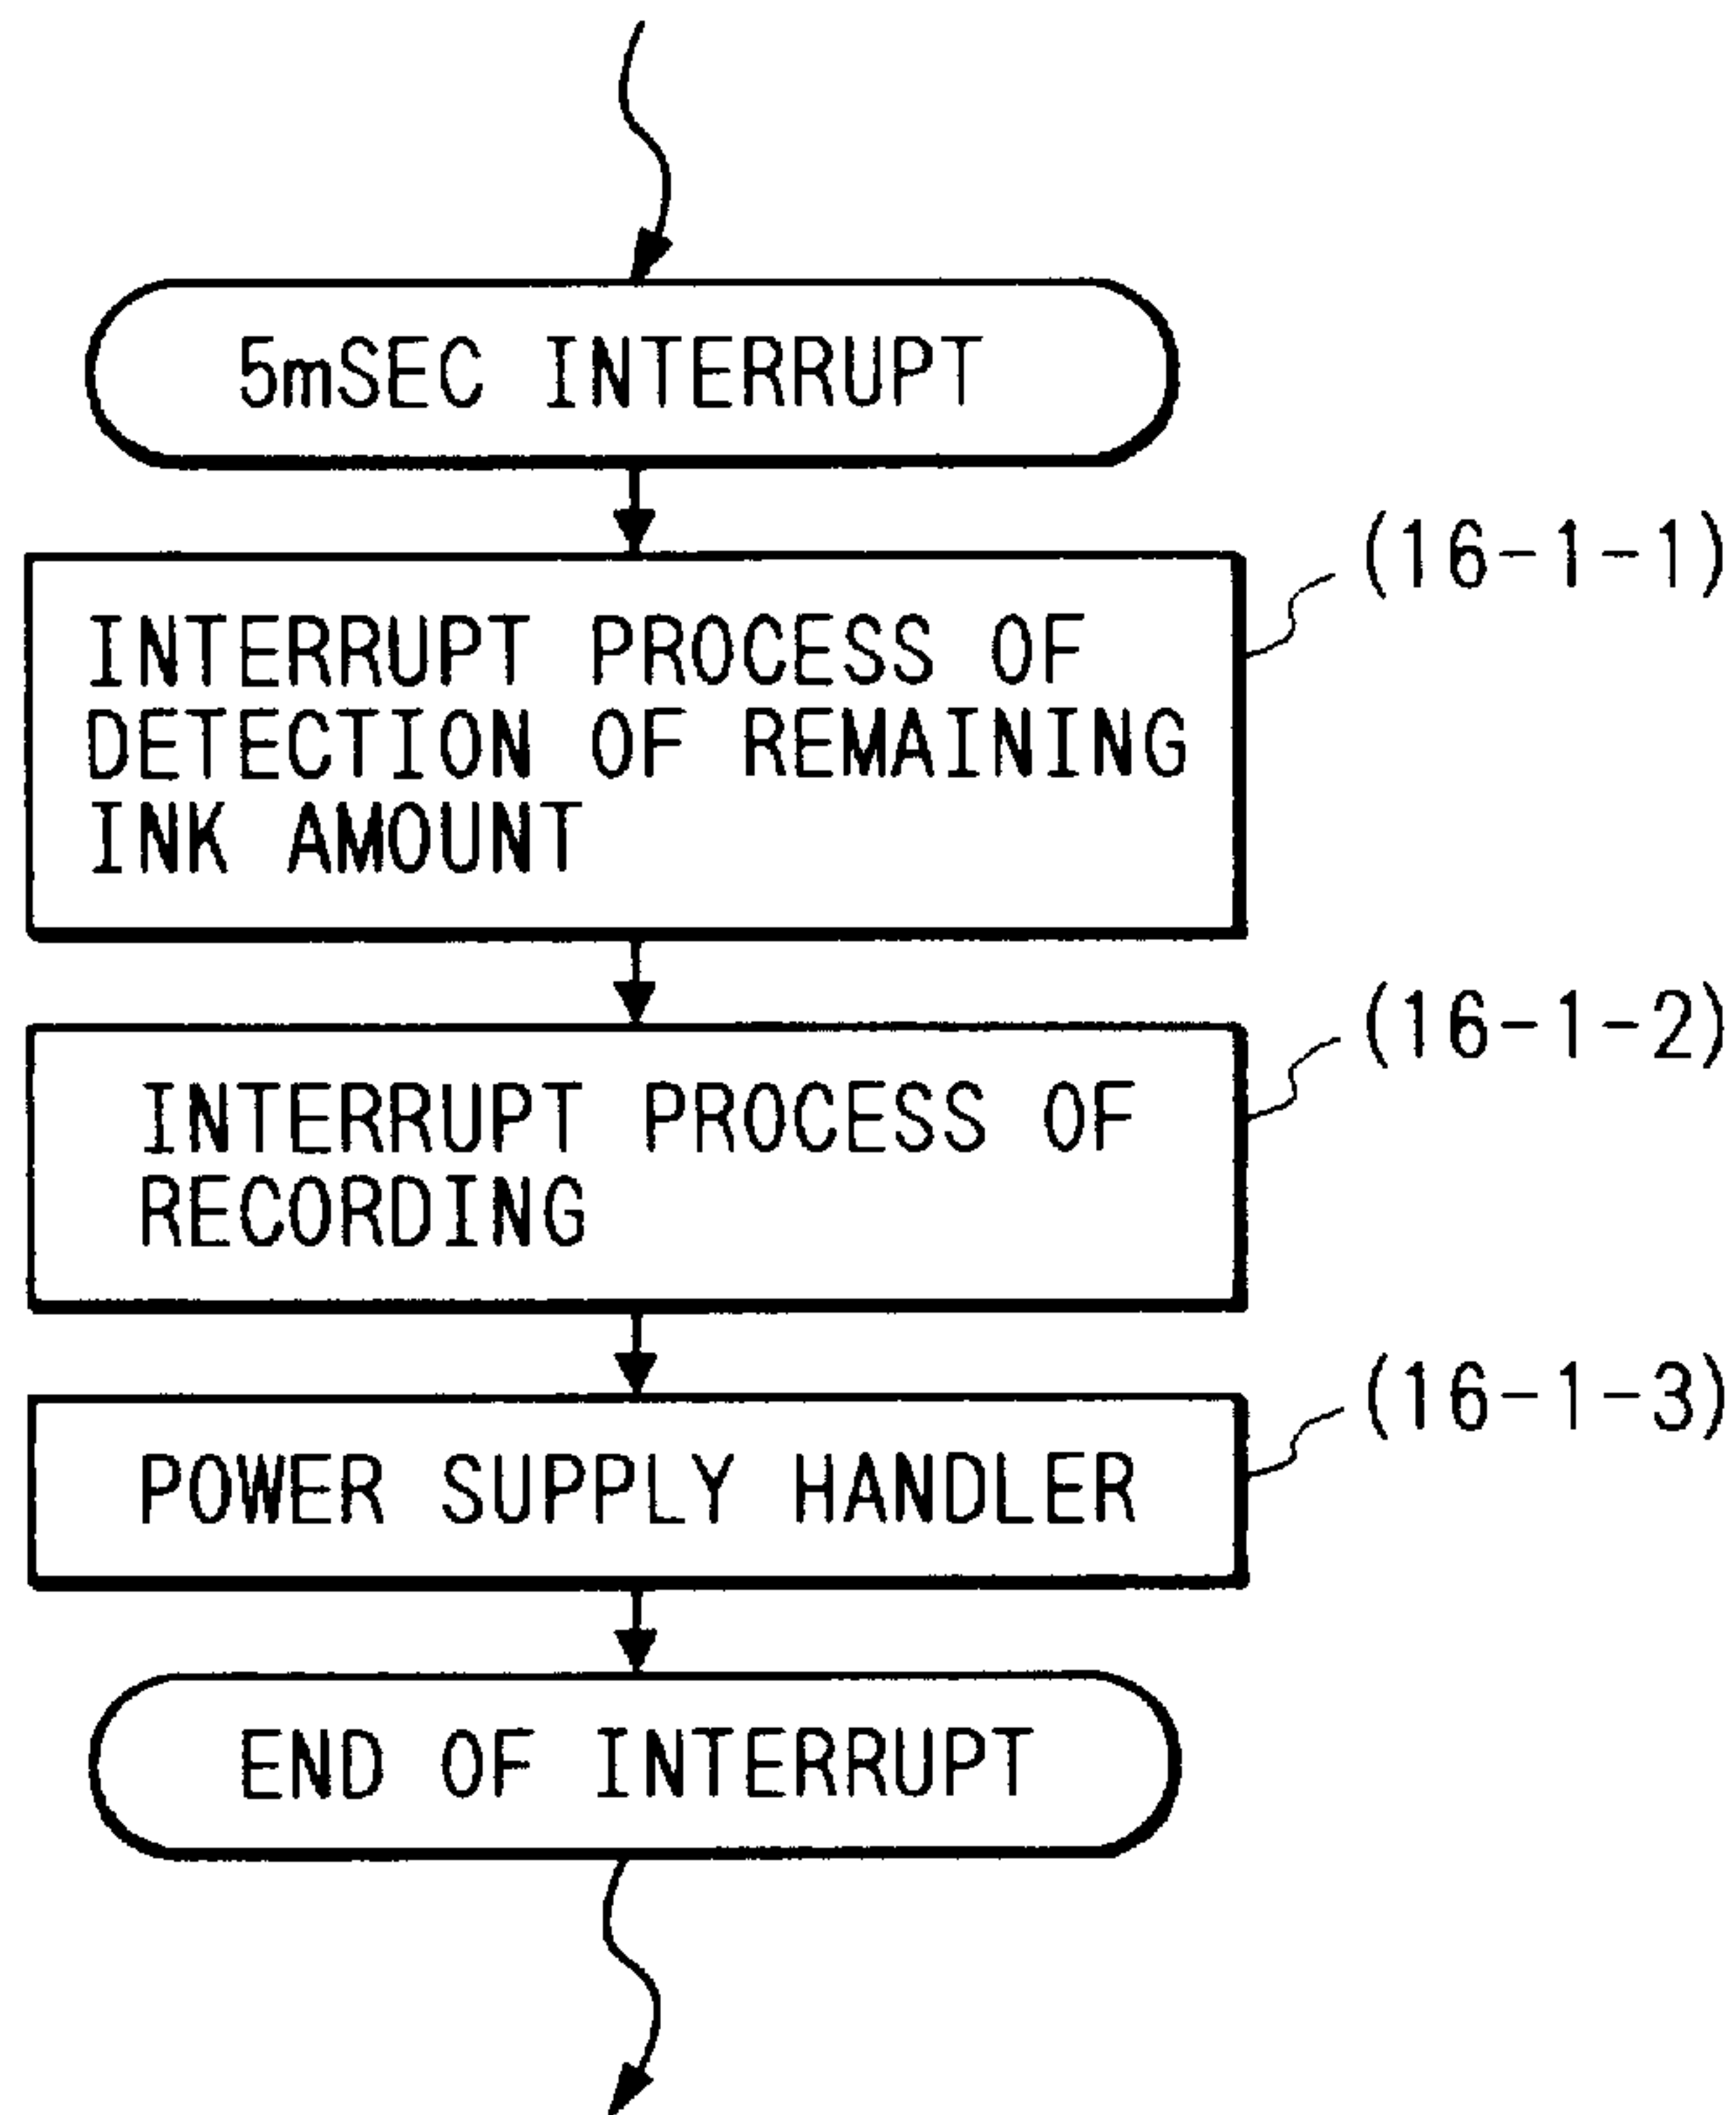 5mSEC INTERRUPT
(16-1-1)
INTERRUPT PROCESS OF
DETECTION OF REMAINING
INK AMOUNT
(16-1-2)
INTERRUPT PROCESS OF
RECORDING
(16-1-3)
POWER SUPPLY HANDLER
END OF INTERRUPT